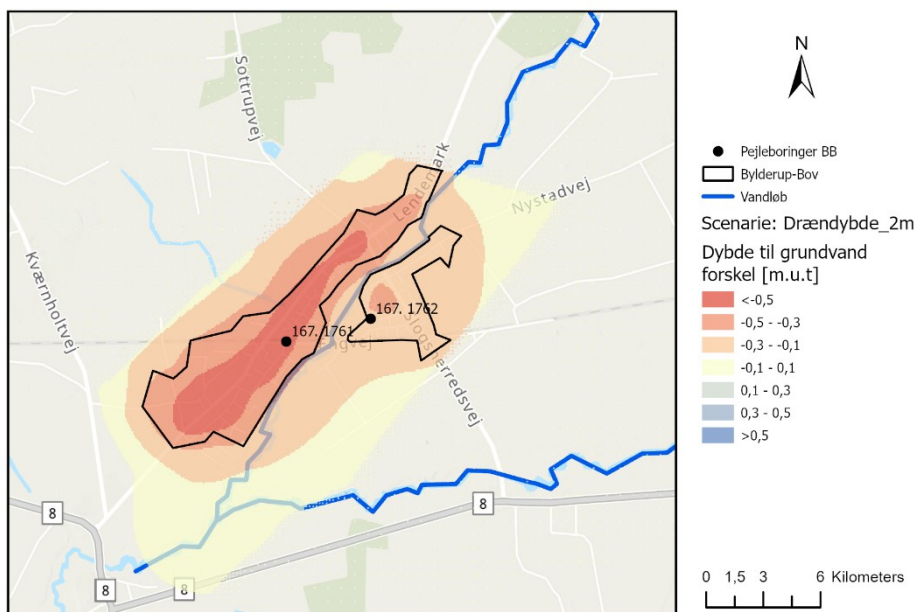 Sottrupvej
Lendemark
Nystadvej
Kværnholtvej
167. 1762
167. 1761
Engvej
Slogsherredsvej
8
8
8
8
N
Pejleboringer BB
Bylderup-Bov
Vandløb
Scenarie: Drændybde_2m
Dybde til grundvand
forskel [m.u.t]
<-0,5
-0,5 - -0,3
-0,3 - -0,1
-0,1 - 0,1
0,1 - 0,3
0,3 - 0,5
>0,5
0 1,5 3 6 Kilometers